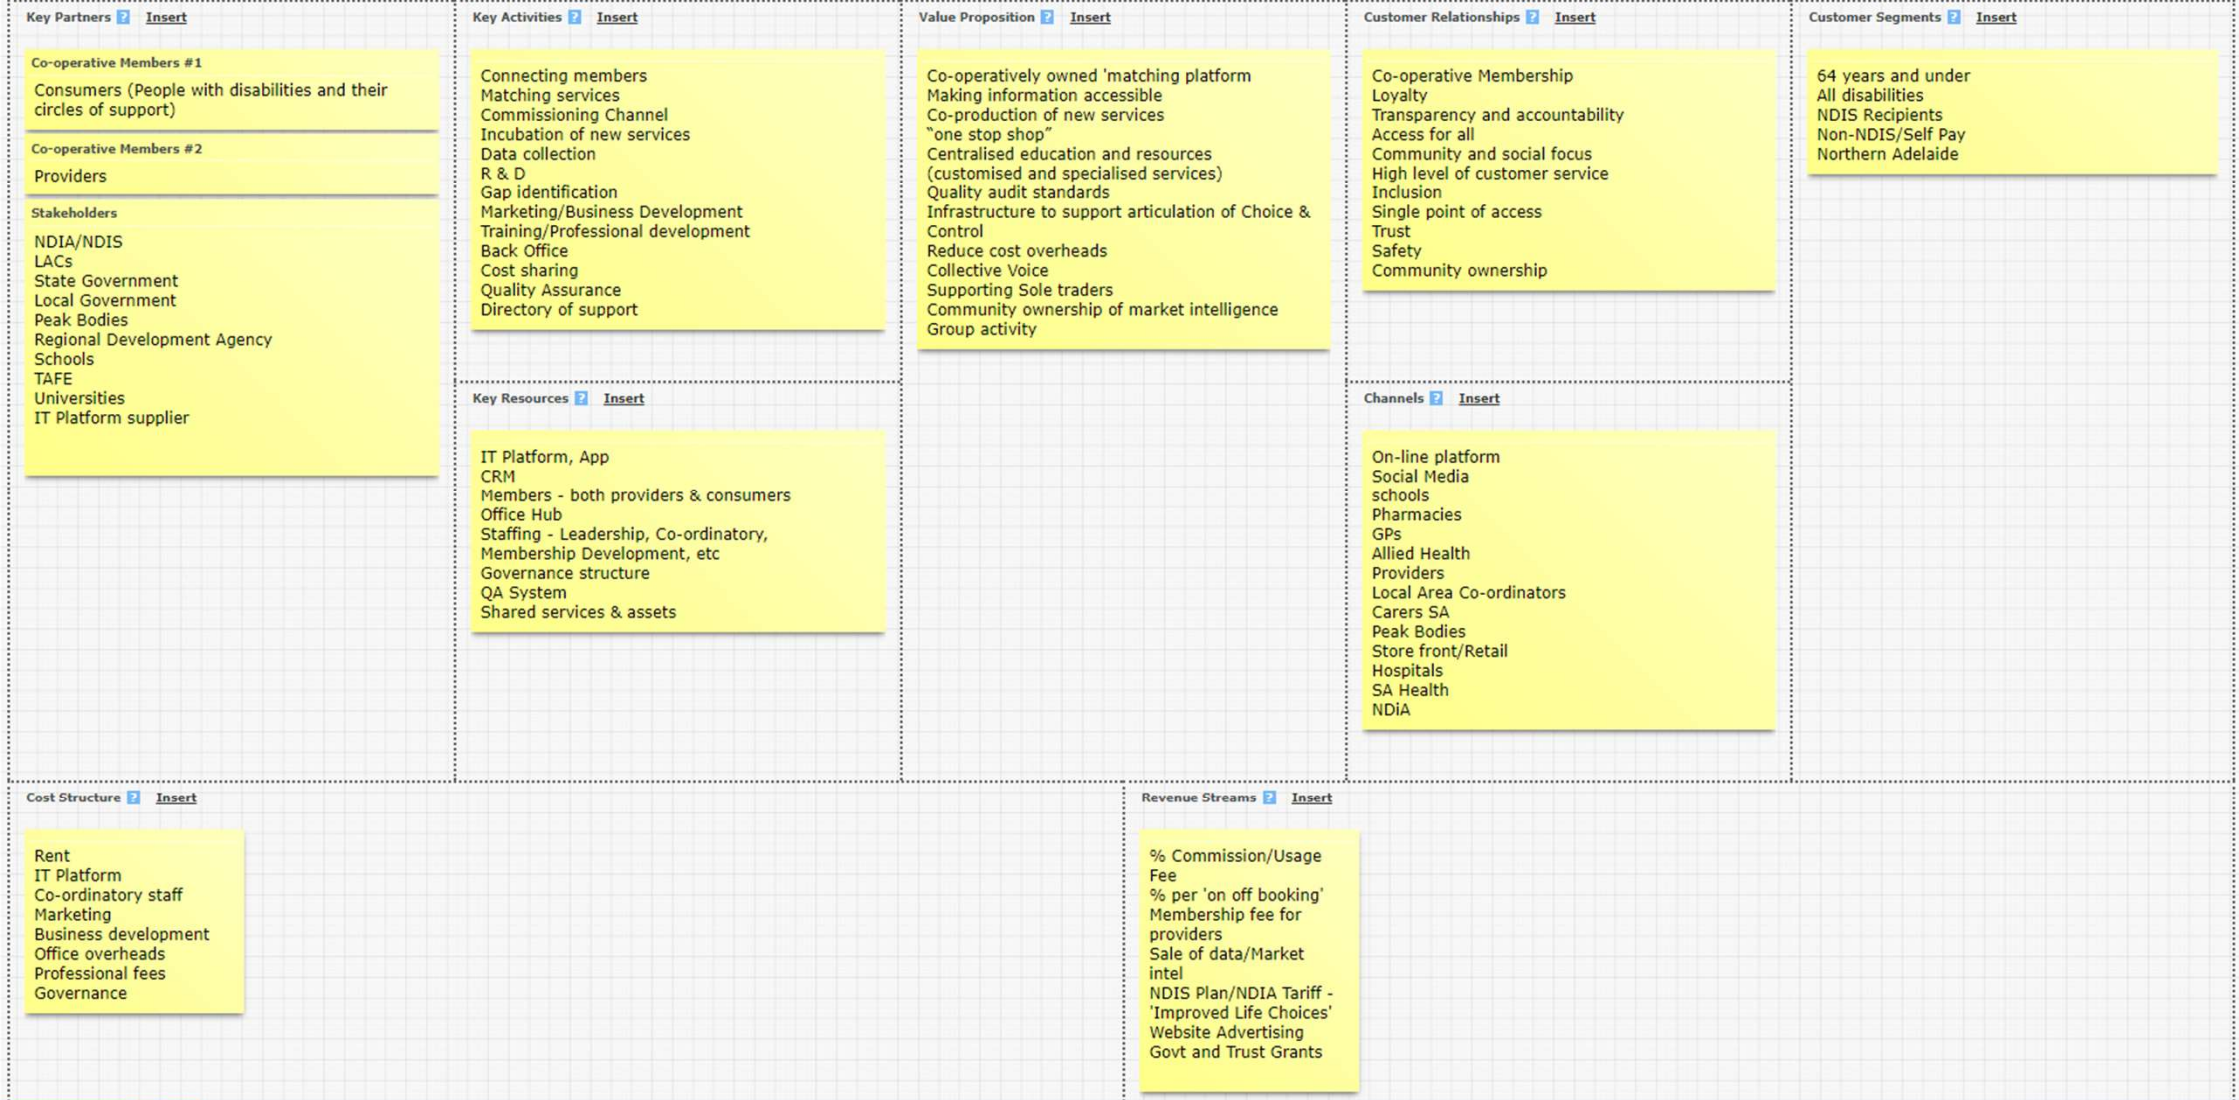 Key Partners ? Insert
Co-operative Members #1
Consumers (People with disabilities and their
circles of support)
Co-operative Members #2
Providers
Stakeholders
NDIA/NDIS
LACs
State Government
Local Government
Peak Bodies
Regional Development Agency
Schools
TAFE
Universities
IT Platform supplier
Key Activities ? Insert
Connecting members
Matching services
Commissioning Channel
Incubation of new services
Data collection
R & D
Gap identification
Marketing/Business Development
Training/Professional development
Back Office
Cost sharing
Quality Assurance
Directory of support
Key Resources ? Insert
IT Platform, App
CRM
Members - both providers & consumers
Office Hub
Staffing - Leadership, Co-ordinatory,
Membership Development, etc
Governance structure
QA System
Shared services & assets
Value Proposition ? Insert
Co-operatively owned 'matching platform
Making information accessible
Co-production of new services
“one stop shop”
Centralised education and resources
(customised and specialised services)
Quality audit standards
Infrastructure to support articulation of Choice &
Control
Reduce cost overheads
Collective Voice
Supporting Sole traders
Community ownership of market intelligence
Group activity
Customer Relationships ? Insert
Co-operative Membership
Loyalty
Transparency and accountability
Access for all
Community and social focus
High level of customer service
Inclusion
Single point of access
Trust
Safety
Community ownership
Channels ? Insert
On-line platform
Social Media
schools
Pharmacies
GPs
Allied Health
Providers
Local Area Co-ordinators
Carers SA
Peak Bodies
Store front/Retail
Hospitals
SA Health
NDiA
Customer Segments ? Insert
64 years and under
All disabilities
NDIS Recipients
Non-NDIS/Self Pay
Northern Adelaide
Cost Structure ? Insert
Rent
IT Platform
Co-ordinatory staff
Marketing
Business development
Office overheads
Professional fees
Governance
Revenue Streams ? Insert
% Commission/Usage
Fee
% per 'on off booking'
Membership fee for
providers
Sale of data/Market
intel
NDIS Plan/NDIA Tariff -
'Improved Life Choices'
Website Advertising
Govt and Trust Grants